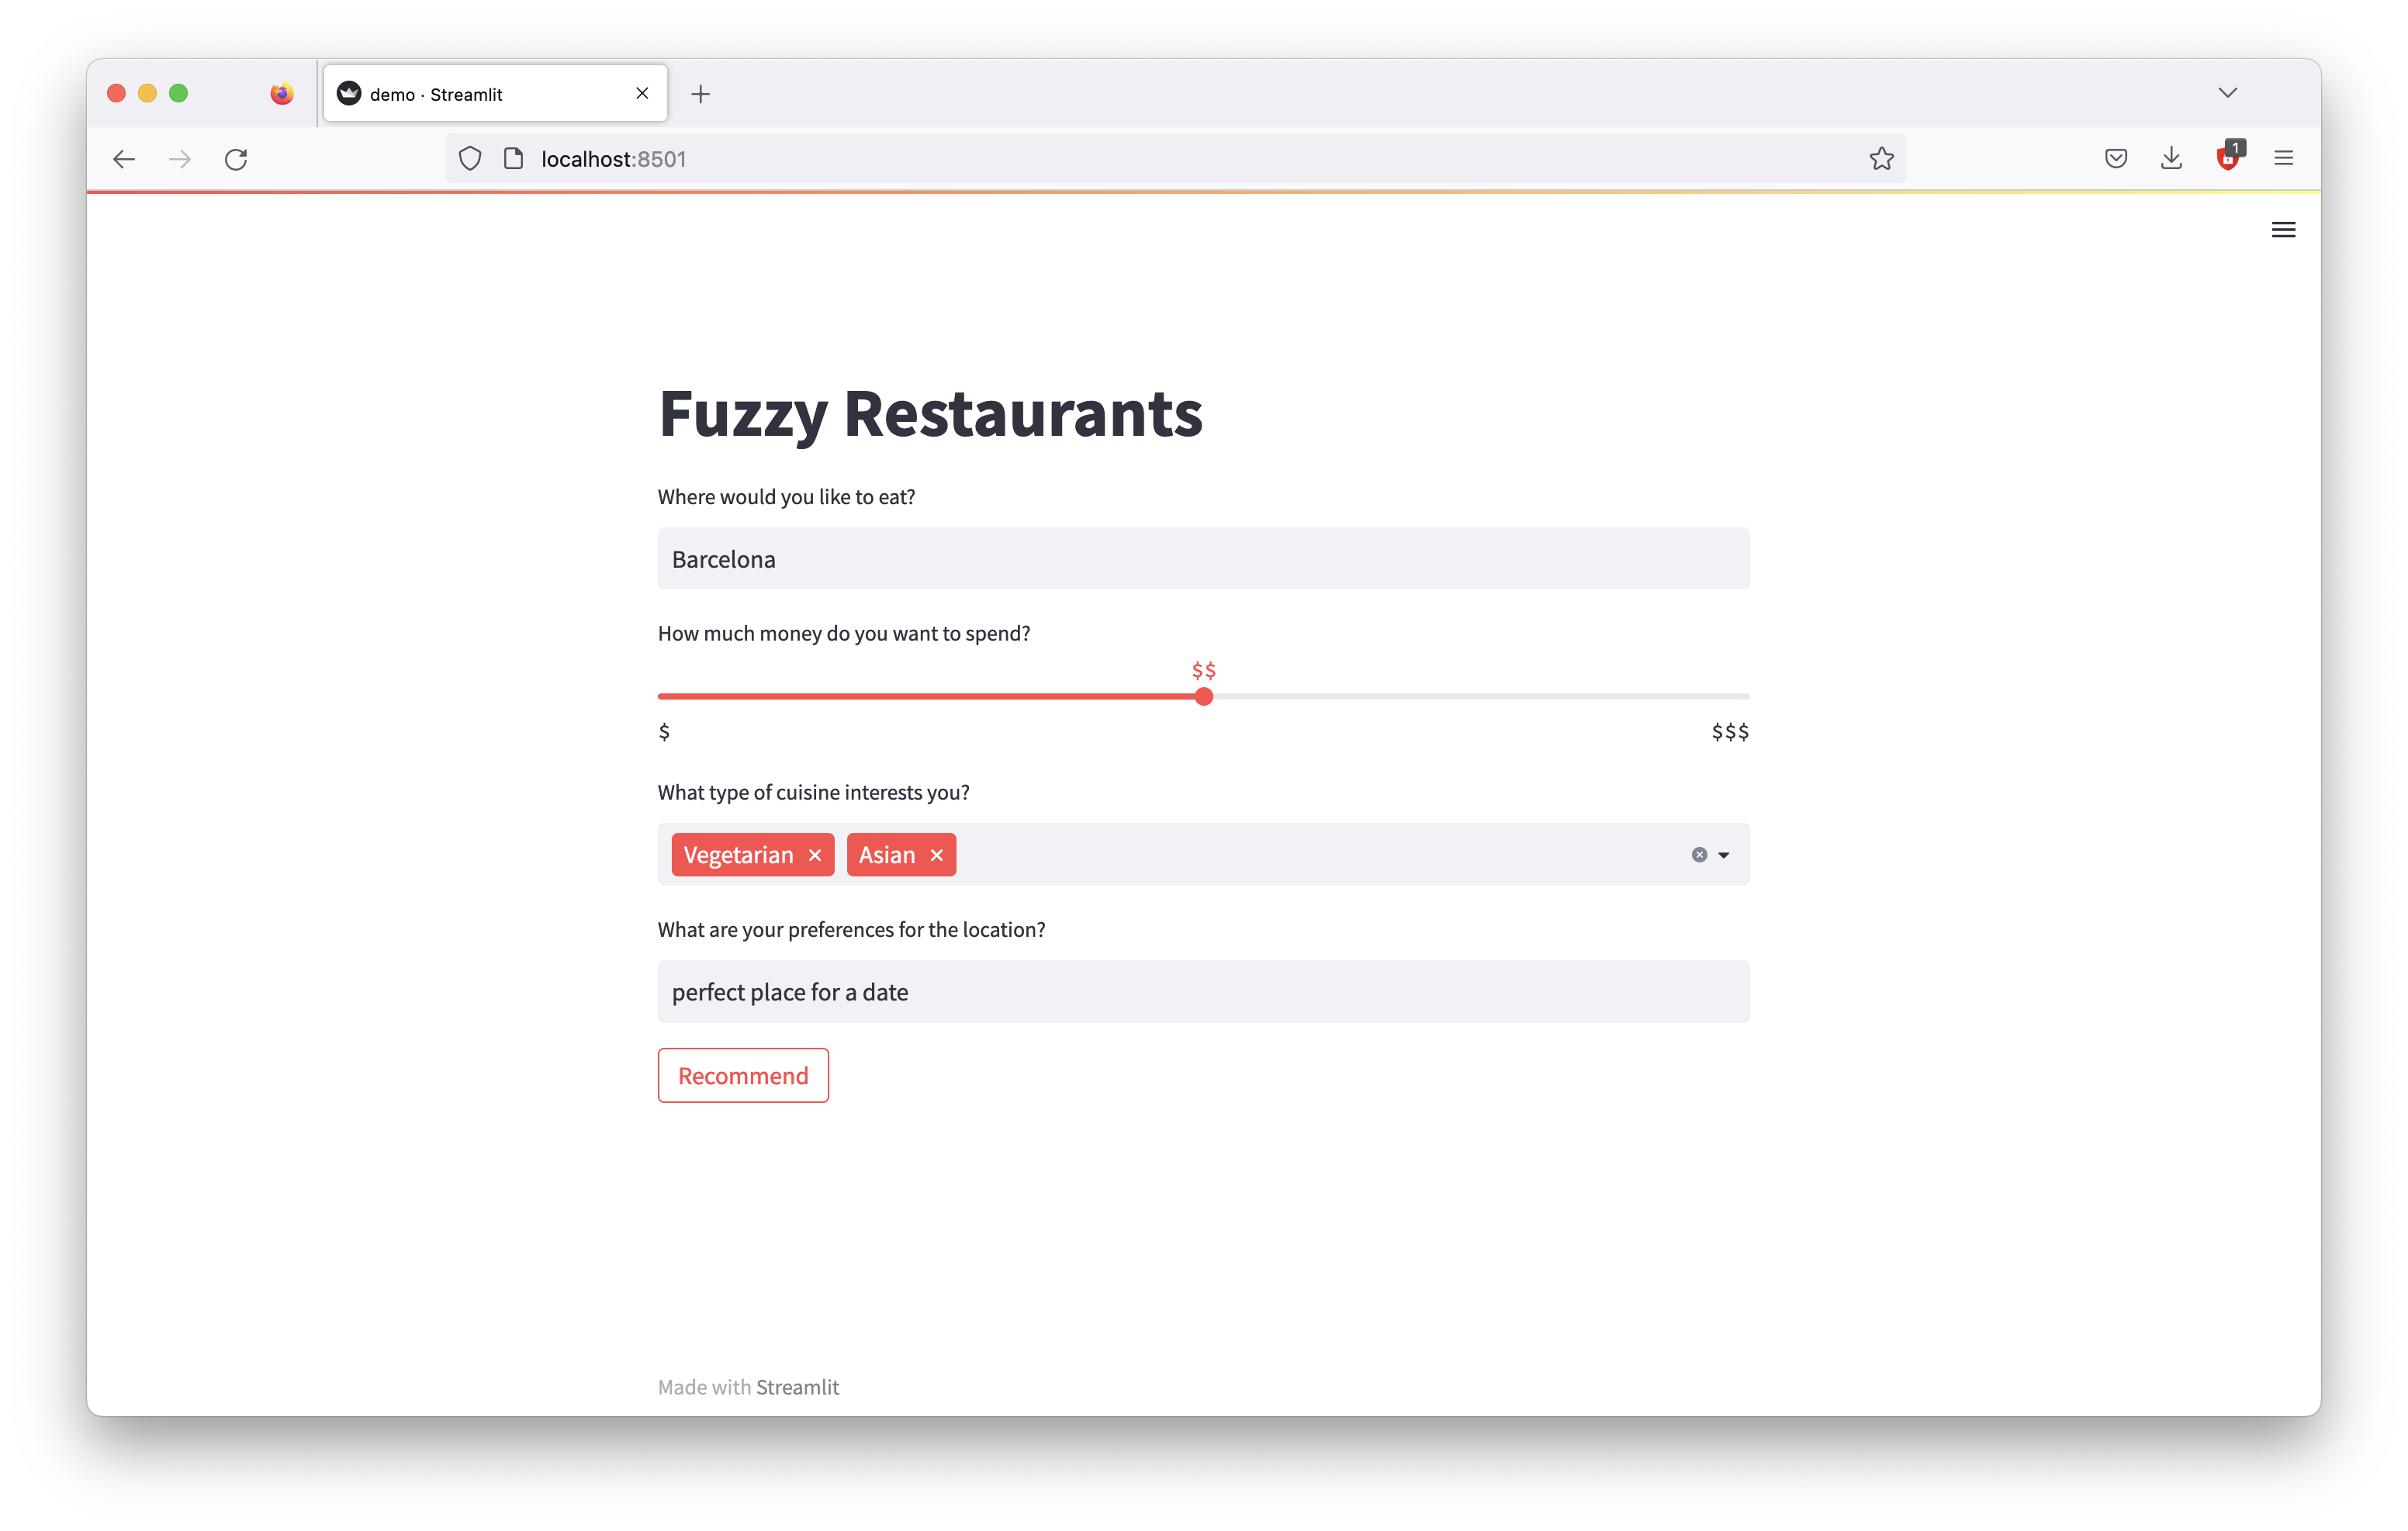 demo · Streamlit
localhost:8501
1
Fuzzy Restaurants
Where would you like to eat?
Barcelona
How much money do you want to spend?
$$
$ $$$
What type of cuisine interests you?
Vegetarian Asian
What are your preferences for the location?
perfect place for a date
Recommend
Made with Streamlit